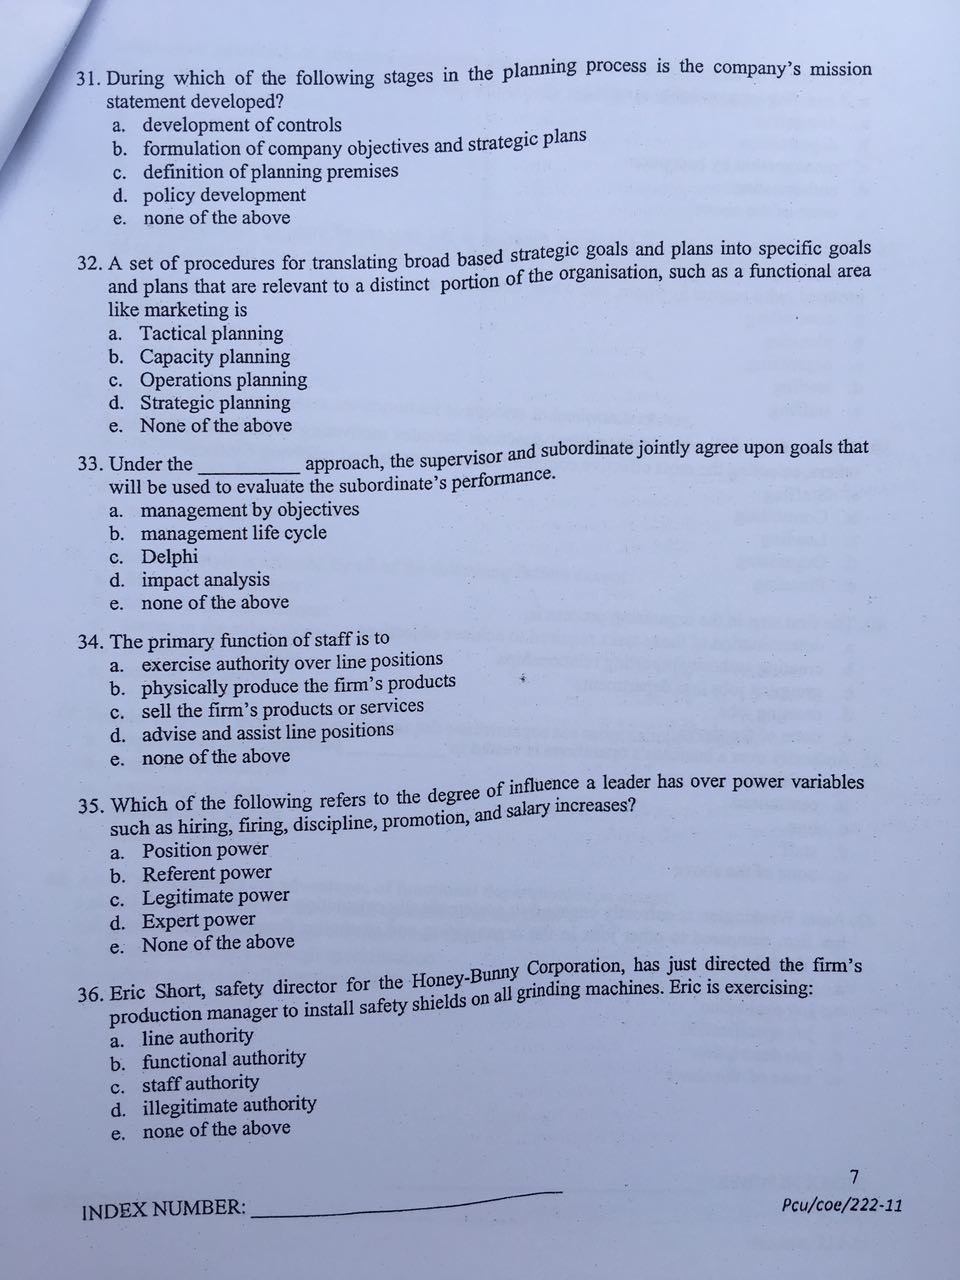 31. During which of the following stages in the planning process is the company's mission
statement developed?
a. development of controls
b. formulation of company objectives and strategic plans
c. definition of planning premises
d. policy development
e. none of the above
32. A set of procedures for translating broad based strategic goals and plans into specific goals
and plans that are relevant to a distinct portion of the organisation, such as a functional area
like marketing is
a. Tactical planning
b. Capacity planning
c. Operations planning
d. Strategic planning
e. None of the above
33. Under the __________ approach, the supervisor and subordinate jointly agree upon goals that
will be used to evaluate the subordinate's performance.
a. management by objectives
b. management life cycle
c. Delphi
d. impact analysis
e. none of the above
34. The primary function of staff is to
a. exercise authority over line positions
b. physically produce the firm's products
c. sell the firm's products or services
d. advise and assist line positions
e. none of the above
35. Which of the following refers to the degree of influence a leader has over power variables
such as hiring, firing, discipline, promotion, and salary increases?
a. Position power
b. Referent power
c. Legitimate power
d. Expert power
e. None of the above
36. Eric Short, safety director for the Honey-Bunny Corporation, has just directed the firm's
production manager to install safety shields on all grinding machines. Eric is exercising:
a. line authority
b. functional authority
c. staff authority
d. illegitimate authority
e. none of the above
7
INDEX NUMBER: ______________________________
Pcu/coe/222-11